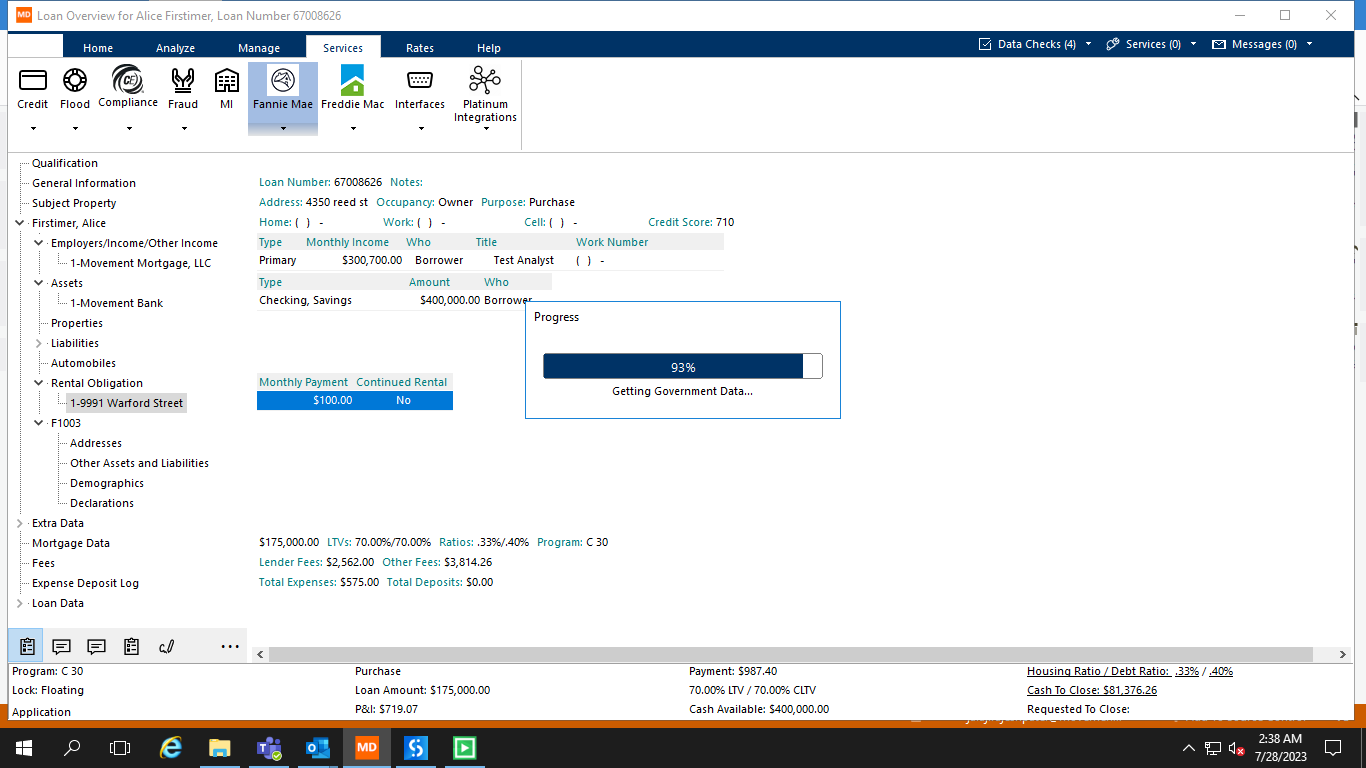 MD Loan Overview for Alice Firstimer, Loan Number 67008626
Home Analyze Manage Services Rates Help Data Checks (4) Services (0) Messages (0)
Credit Flood Compliance Fraud MI Fannie Mae Freddie Mac Interfaces Platinum Integrations
Qualification
General Information
Subject Property
Firstimer, Alice
Employers/Income/Other Income
1-Movement Mortgage, LLC
Assets
1-Movement Bank
Properties
Liabilities
Automobiles
Rental Obligation
1-9991 Warford Street
F1003
Addresses
Other Assets and Liabilities
Demographics
Declarations
Extra Data
Mortgage Data
Fees
Expense Deposit Log
Loan Data
Loan Number: 67008626 Notes:
Address: 4350 reed st Occupancy: Owner Purpose: Purchase
Home: ( ) - Work: ( ) - Cell: ( ) - Credit Score: 710
Type Monthly Income Who Title Work Number
Primary $300,700.00 Borrower Test Analyst ( ) -
Type Amount Who
Checking, Savings $400,000.00 Borrower
Progress
93%
Getting Government Data...
Monthly Payment Continued Rental
$100.00 No
$175,000.00 LTVs: 70.00%/70.00% Ratios: .33%/.40% Program: C 30
Lender Fees: $2,562.00 Other Fees: $3,814.26
Total Expenses: $575.00 Total Deposits: $0.00
Program: C 30 Purchase Payment: $987.40 Housing Ratio / Debt Ratio: .33% / .40%
Lock: Floating Loan Amount: $175,000.00 70.00% LTV / 70.00% CLTV Cash To Close: $81,376.26
Application P&I: $719.07 Cash Available: $400,000.00 Requested To Close:
MD
2:38 AM
7/28/2023